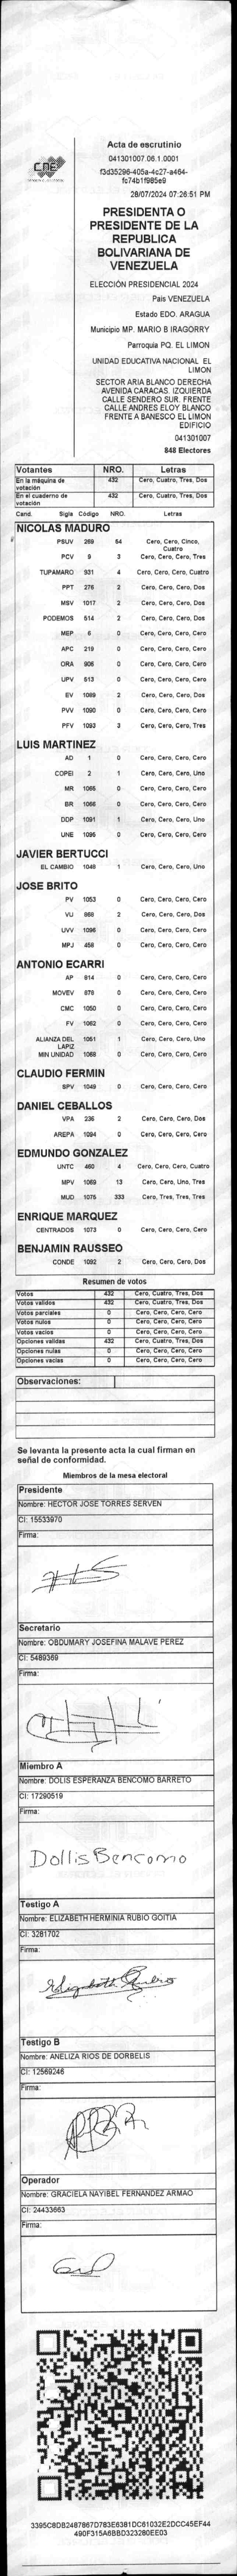 CNE
Acta de escrutinio
041301007.06.1.0001
f3d35296-405a-4c27-a464-
fc74b1f985e9
28/07/2024 07:26:51 PM
PRESIDENTA O
PRESIDENTE DE LA
REPUBLICA
BOLIVARIANA DE
VENEZUELA
ELECCIÓN PRESIDENCIAL 2024
Pais VENEZUELA
Estado EDO. ARAGUA
Municipio MP. MARIO B IRAGORRY
Parroquia PQ. EL LIMON
UNIDAD EDUCATIVA NACIONAL EL
LIMON
SECTOR ARIA BLANCO DERECHA
AVENIDA CARACAS. IZQUIERDA
CALLE SENDERO SUR. FRENTE
CALLE ANDRES ELOY BLANCO
FRENTE A BANESCO EL LIMON
EDIFICIO
041301007
848 Electores
Votantes NRO. Letras
En la máquina de votación 432 Cero, Cuatro, Tres, Dos
En el cuaderno de votación 432 Cero, Cuatro, Tres, Dos
Cand. Sigla Código NRO. Letras
NICOLAS MADURO
PSUV 269 54 Cero, Cero, Cinco, Cuatro
PCV 9 3 Cero, Cero, Cero, Tres
TUPAMARO 931 4 Cero, Cero, Cero, Cuatro
PPT 276 2 Cero, Cero, Cero, Dos
MSV 1017 2 Cero, Cero, Cero, Dos
PODEMOS 514 2 Cero, Cero, Cero, Dos
MEP 6 0 Cero, Cero, Cero, Cero
APC 219 0 Cero, Cero, Cero, Cero
ORA 906 0 Cero, Cero, Cero, Cero
UPV 513 0 Cero, Cero, Cero, Cero
EV 1089 2 Cero, Cero, Cero, Dos
PVV 1090 0 Cero, Cero, Cero, Cero
PFV 1093 3 Cero, Cero, Cero, Tres
LUIS MARTINEZ
AD 1 0 Cero, Cero, Cero, Cero
COPEI 2 1 Cero, Cero, Cero, Uno
MR 1065 0 Cero, Cero, Cero, Cero
BR 1066 0 Cero, Cero, Cero, Cero
DDP 1091 1 Cero, Cero, Cero, Uno
UNE 1095 0 Cero, Cero, Cero, Cero
JAVIER BERTUCCI
EL CAMBIO 1048 1 Cero, Cero, Cero, Uno
JOSE BRITO
PV 1053 0 Cero, Cero, Cero, Cero
VU 868 2 Cero, Cero, Cero, Dos
UVV 1096 0 Cero, Cero, Cero, Cero
MPJ 458 0 Cero, Cero, Cero, Cero
ANTONIO ECARRI
AP 814 0 Cero, Cero, Cero, Cero
MOVEV 878 0 Cero, Cero, Cero, Cero
CMC 1050 0 Cero, Cero, Cero, Cero
FV 1062 0 Cero, Cero, Cero, Cero
ALIANZA DEL LAPIZ 1061 1 Cero, Cero, Cero, Uno
MIN UNIDAD 1068 0 Cero, Cero, Cero, Cero
CLAUDIO FERMIN
SPV 1049 0 Cero, Cero, Cero, Cero
DANIEL CEBALLOS
VPA 236 2 Cero, Cero, Cero, Dos
AREPA 1094 0 Cero, Cero, Cero, Cero
EDMUNDO GONZALEZ
UNTC 460 4 Cero, Cero, Cero, Cuatro
MPV 1069 13 Cero, Cero, Uno, Tres
MUD 1075 333 Cero, Tres, Tres, Tres
ENRIQUE MARQUEZ
CENTRADOS 1073 0 Cero, Cero, Cero, Cero
BENJAMIN RAUSSEO
CONDE 1092 2 Cero, Cero, Cero, Dos
Resumen de votos
Votos 432 Cero, Cuatro, Tres, Dos
Votos validos 432 Cero, Cuatro, Tres, Dos
Votos parciales 0 Cero, Cero, Cero, Cero
Votos nulos 0 Cero, Cero, Cero, Cero
Votos vacios 0 Cero, Cero, Cero, Cero
Opciones validas 432 Cero, Cuatro, Tres, Dos
Opciones nulas 0 Cero, Cero, Cero, Cero
Opciones vacias 0 Cero, Cero, Cero, Cero
Observaciones:
Se levanta la presente acta la cual firman en
señal de conformidad.
Miembros de la mesa electoral
Presidente
Nombre: HECTOR JOSE TORRES SERVEN
CI: 15533970
Firma:
Secretario
Nombre: OBDUMARY JOSEFINA MALAVE PEREZ
CI: 5489369
Firma:
Miembro A
Nombre: DOLIS ESPERANZA BENCOMO BARRETO
CI: 17290519
Firma:
Dollis Bencomo
Testigo A
Nombre: ELIZABETH HERMINIA RUBIO GOITIA
CI: 3281702
Firma:
Elizabeth Rubio
Testigo B
Nombre: ANELIZA RIOS DE DORBELIS
CI: 12569246
Firma:
Operador
Nombre: GRACIELA NAYIBEL FERNANDEZ ARMAO
CI: 24433663
Firma:
3395C8DB2487867D783E6381DC61032E2DCC45EF44
490F315A6BBD323280EE03